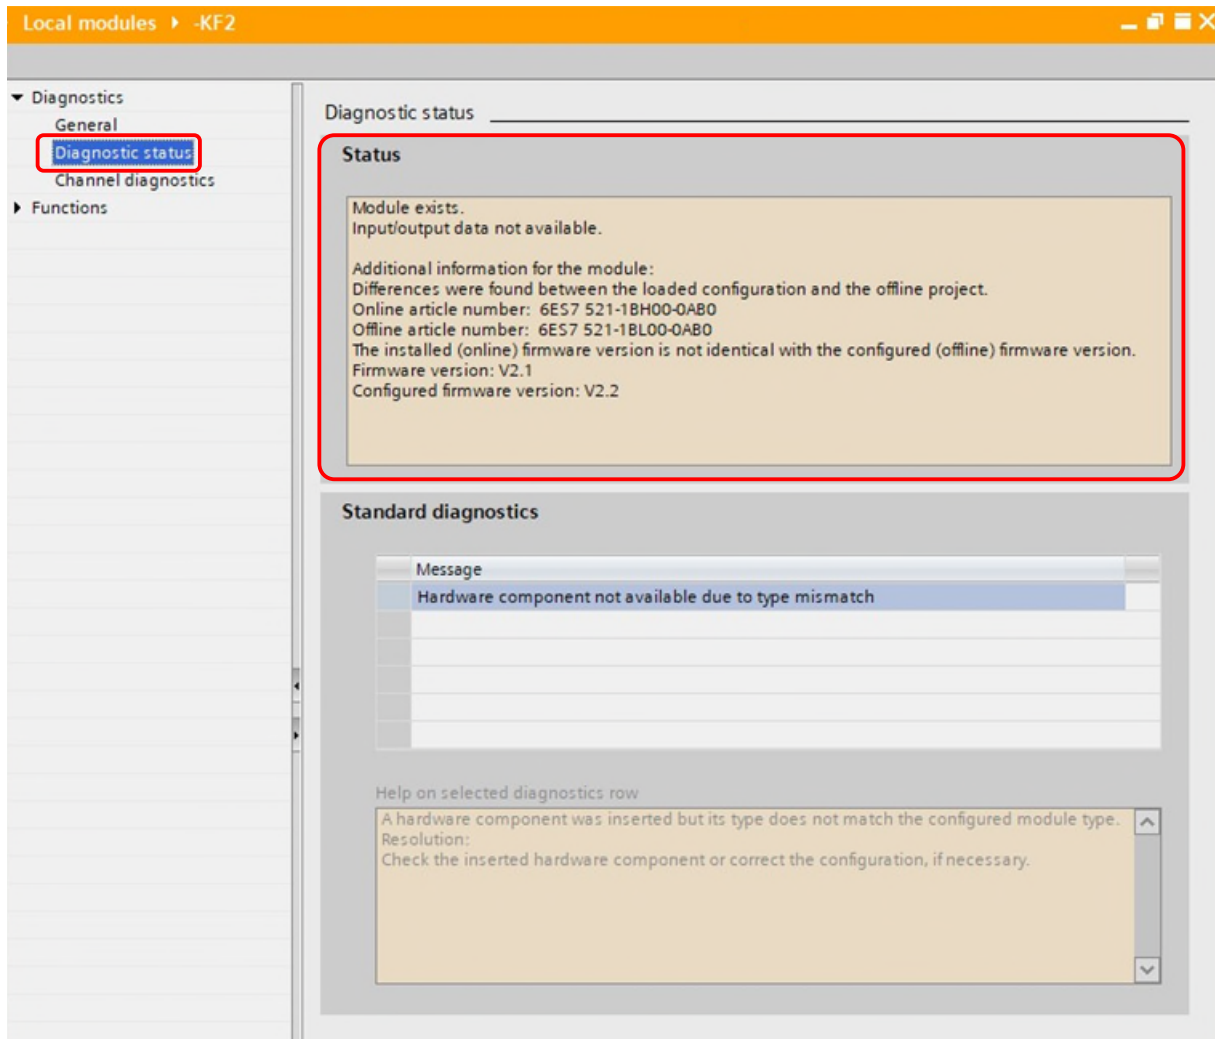 Local modules ▸ -KF2
Diagnostics
General
Diagnostic status
Channel diagnostics
Functions
Diagnostic status
Status
Module exists.
Input/output data not available.
Additional information for the module:
Differences were found between the loaded configuration and the offline project.
Online article number:  6ES7 521-1BH00-0AB0
Offline article number:  6ES7 521-1BL00-0AB0
The installed (online) firmware version is not identical with the configured (offline) firmware version.
Firmware version: V2.1
Configured firmware version: V2.2
Standard diagnostics
Message
Hardware component not available due to type mismatch
Help on selected diagnostics row
A hardware component was inserted but its type does not match the configured module type.
Resolution:
Check the inserted hardware component or correct the configuration, if necessary.